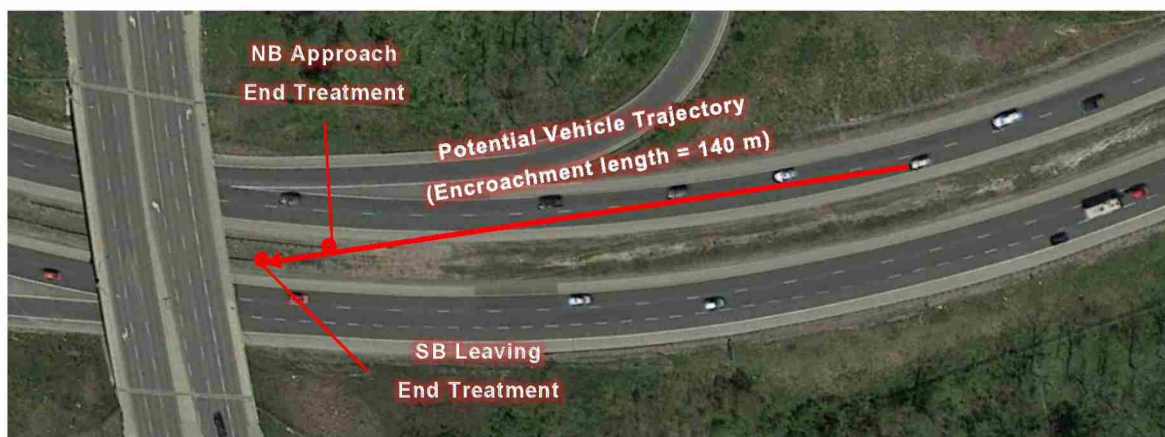 NB Approach
End Treatment
Potential Vehicle Trajectory
(Encroachment length = 140 m)
SB Leaving
End Treatment